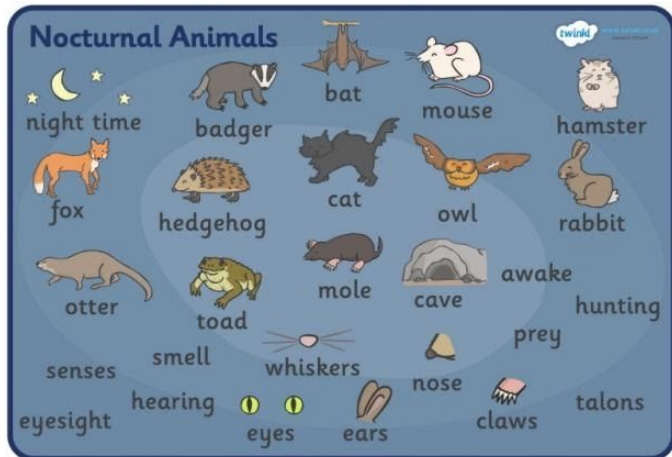 Nocturnal Animals
twinkl
night time
badger
bat
mouse
hamster
fox
hedgehog
cat
owl
rabbit
otter
toad
mole
cave
awake
hunting
prey
senses
smell
whiskers
nose
eyesight
hearing
eyes
ears
claws
talons